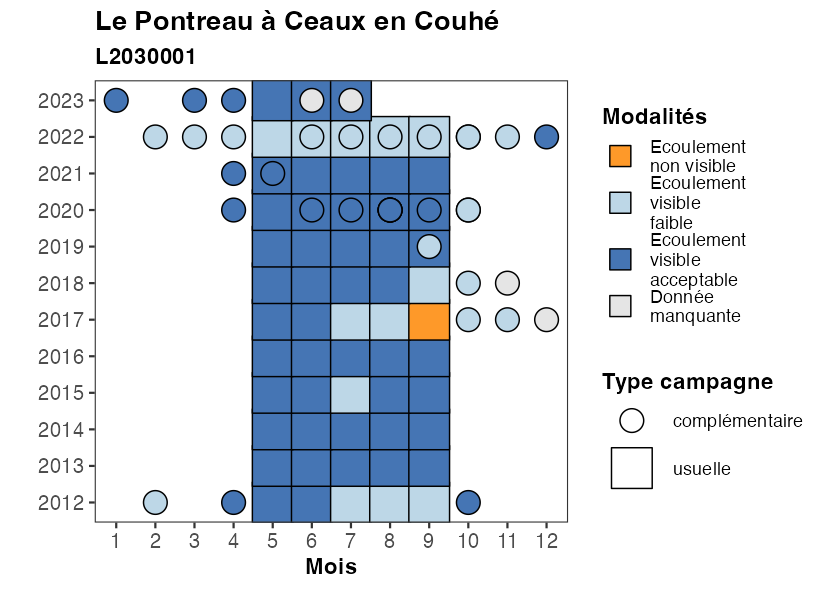 Le Pontreau à Ceaux en Couhé
L2030001
2023
2022
2021
2020
2019
2018
2017
2016
2015
2014
2013
2012
1 2 3 4 5 6 7 8 9 10 11 12
Mois
Modalités
Ecoulement
non visible
Ecoulement
visible
faible
Ecoulement
visible
acceptable
Donnée
manquante
Type campagne
complémentaire
usuelle